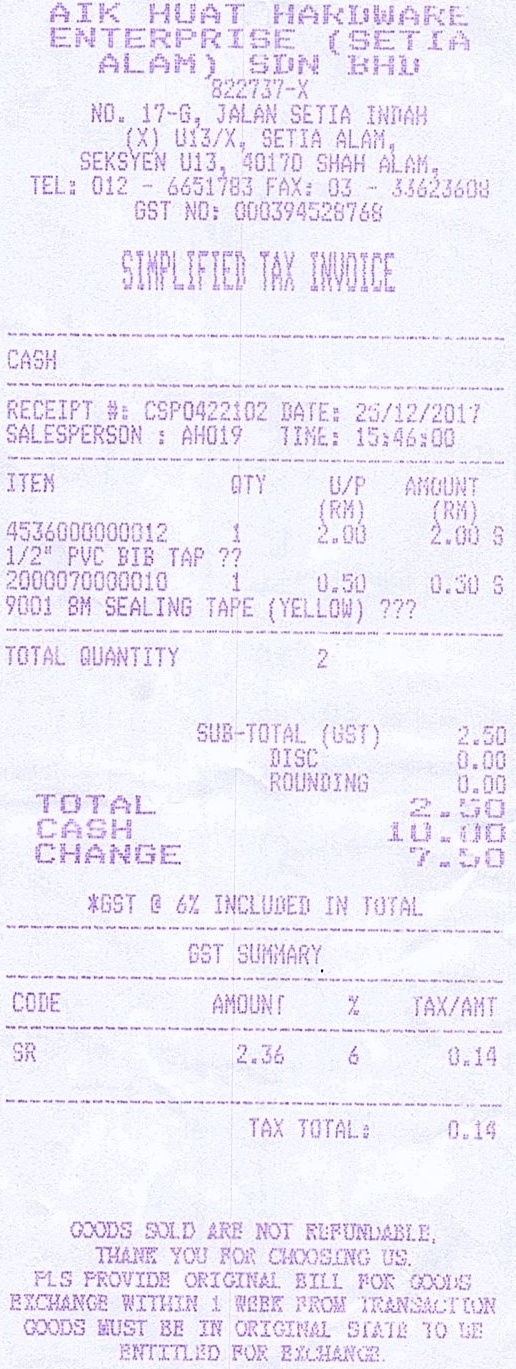 AIK HUAT HARDWARE
ENTERPRISE (SETIA
ALAM) SDN BHD
822737-X
NO. 17-G, JALAN SETIA INDAH
(X) U13/X, SETIA ALAM,
SEKSYEN U13, 40170 SHAH ALAM,
TEL: 012 - 6651783 FAX: 03 - 33623608
GST NO: 000394528768
SIMPLIFIED TAX INVOICE
CASH
RECEIPT #: CSP0422102 DATE: 25/12/2017
SALESPERSON : AH019 TIME: 15:46:00
ITEM QTY U/P AMOUNT
(RM) (RM)
4536000000012 1 2.00 2.00 S
1/2" PVC BIB TAP ??
2000070000010 1 0.50 0.50 S
9001 8M SEALING TAPE (YELLOW) ???
TOTAL QUANTITY 2
SUB-TOTAL (GST) 2.50
DISC 0.00
ROUNDING 0.00
TOTAL 2.50
CASH 10.00
CHANGE 7.50
*GST @ 6% INCLUDED IN TOTAL
GST SUMMARY
CODE AMOUNT % TAX/AMT
SR 2.36 6 0.14
TAX TOTAL: 0.14
GOODS SOLD ARE NOT REFUNDABLE,
THANK YOU FOR CHOOSING US.
PLS PROVIDE ORIGINAL BILL FOR GOODS
EXCHANGE WITHIN 1 WEEK FROM TRANSACTION
GOODS MUST BE IN ORIGINAL STATE TO BE
ENTITLED FOR EXCHANGE.